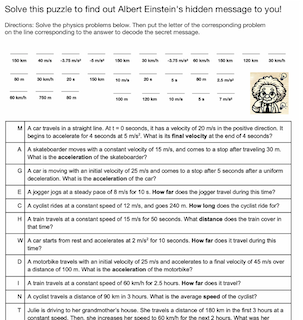 Solve this puzzle to find out Albert Einstein's hidden message to you!
Directions: Solve the physics problems below. Then put the letter of the corresponding problem
on the line corresponding to the answer to decode the secret message.
150 km 40 m/s -3.75 m/s² -5 m/s² 150 km 30 km/h -3.75 m/s² 60 km/h 150 km 120 km 30 km/h
90 m 30 km/h 20 s 150 km 10 m/s 20 s 5 s 80 m 2.5 m/s²
60 km/h 750 m 80 m 100 m 120 km 10 m/s 5 s 7 m/s²
M A car travels in a straight line. At t = 0 seconds, it has a velocity of 20 m/s in the positive direction. It
begins to accelerate for 4 seconds at 5 m/s². What is its final velocity at the end of 4 seconds?
A A skateboarder moves with a constant velocity of 15 m/s, and comes to a stop after traveling 30 m.
What is the acceleration of the skateboarder?
G A car is moving with an initial velocity of 25 m/s and comes to a stop after 5 seconds after a uniform
deceleration. What is the acceleration of the car?
E A jogger jogs at a steady pace of 8 m/s for 10 s. How far does the jogger travel during this time?
C A cyclist rides at a constant speed of 12 m/s, and goes 240 m. How long does the cyclist ride for?
H A train travels at a constant speed of 15 m/s for 50 seconds. What distance does the train cover in
that time?
W A car starts from rest and accelerates at 2 m/s² for 10 seconds. How far does it travel during this
time?
D A motorbike travels with an initial velocity of 25 m/s and accelerates to a final velocity of 45 m/s over
a distance of 100 m. What is the acceleration of the motorbike?
I A train travels at a constant speed of 60 km/h for 2.5 hours. How far does it travel?
N A cyclist travels a distance of 90 km in 3 hours. What is the average speed of the cyclist?
T Julie is driving to her grandmother's house. She travels a distance of 180 km in the first 3 hours at a
constant speed. Then, she increases her speed to 60 km/h for the next 2 hours. What was her